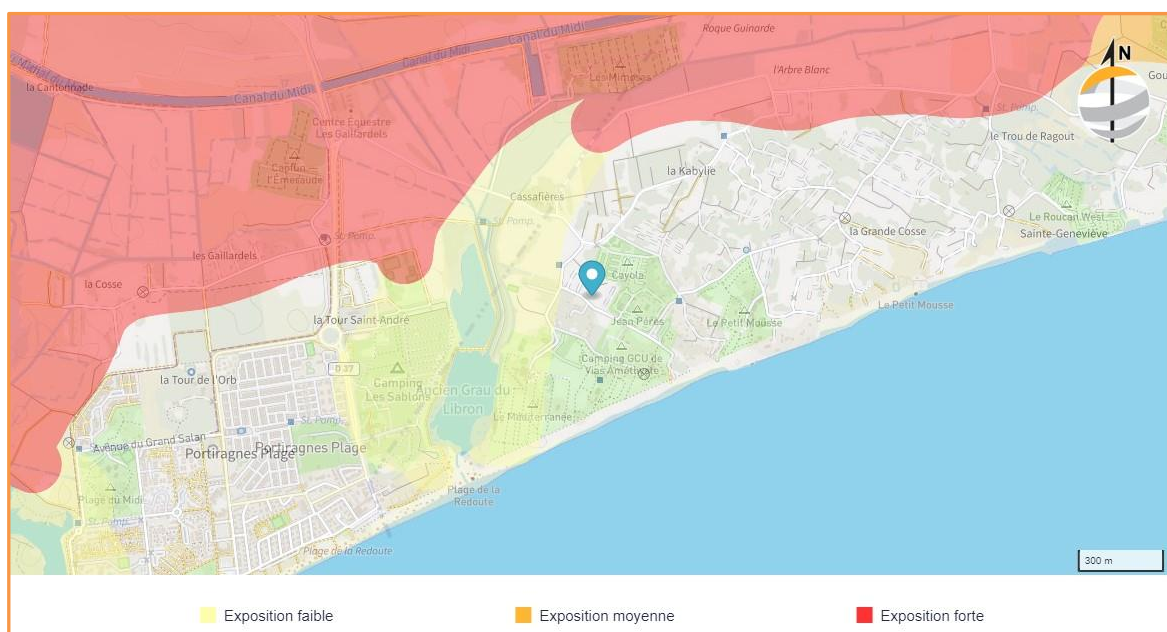 Roque Guinarde
Canal du Midi
Canal du Midi
Canal du Midi
Les Mimosas
l'Arbre Blanc
N
la Cantonnade
Centre Equestre
Les Gaillardels
St. Pomp.
le Trou de Ragout
la Kabylie
Cassafières
St. Pomp.
Le Roucan West
Sainte-Geneviève
la Grande Cosse
St. Pomp.
les Gaillardels
Cayola
la Cosse
Le Petit Mousse
Jean Pérès
Le Petit Mousse
la Tour Saint-André
Camping GCU de
Vias Améthyste
D 37
la Tour de l'Orb
Camping
Les Sablons
Ancien Grau du
Libron
Le Méditerranée
St. Pomp.
Avenue du Grand Salan
Portiragnes Plage
Portiragnes Plage
Plage du Midi
Plage de la
Redoute
St. Pomp.
Plage de la Redoute
300 m
Exposition faible
Exposition moyenne
Exposition forte